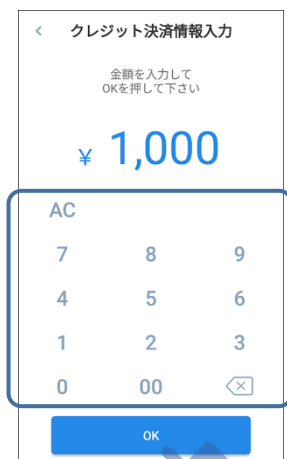 クレジット決済情報入力
金額を入力して
OKを押して下さい
¥ 1,000
AC
7 8 9
4 5 6
1 2 3
0 00
OK